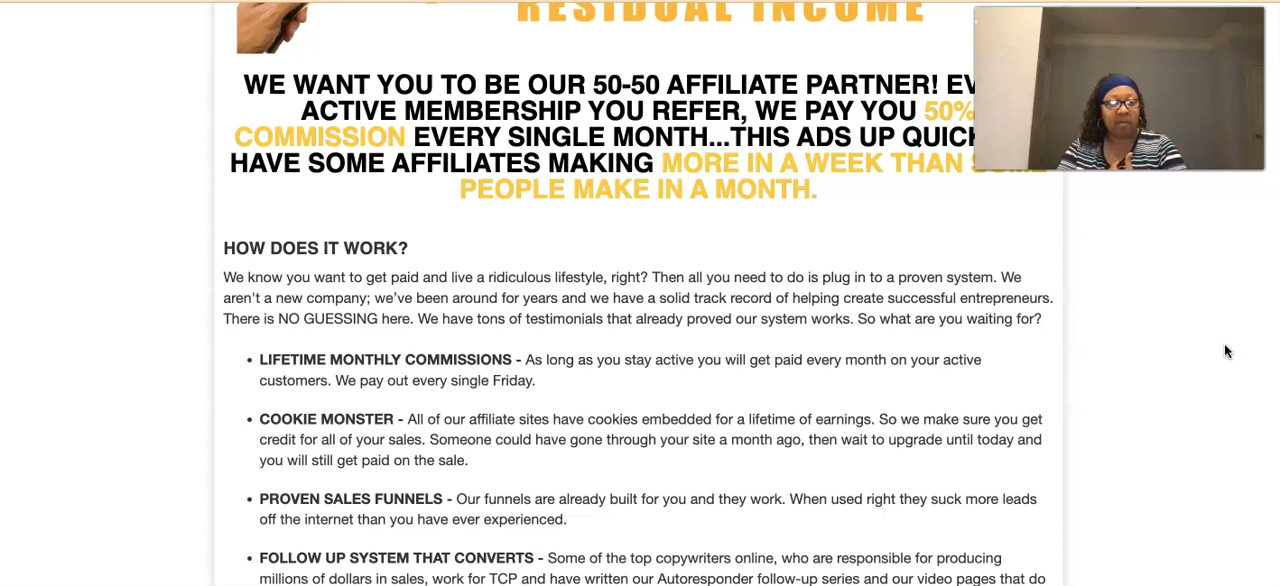 RESIDUAL INCOME
WE WANT YOU TO BE OUR 50-50 AFFILIATE PARTNER!
ACTIVE MEMBERSHIP YOU REFER, WE PAY YOU 50%
COMMISSION EVERY SINGLE MONTH...THIS ADS UP
HAVE SOME AFFILIATES MAKING MORE IN A WEEK THAN
PEOPLE MAKE IN A MONTH.
HOW DOES IT WORK?
We know you want to get paid and live a ridiculous lifestyle, right? Then all you need to do is plug in to a proven system. We
aren't a new company; we've been around for years and we have a solid track record of helping create successful entrepreneurs.
There is NO GUESSING here. We have tons of testimonials that already proved our system works. So what are you waiting for?
• LIFETIME MONTHLY COMMISSIONS - As long as you stay active you will get paid every month on your active
customers. We pay out every single Friday.
• COOKIE MONSTER - All of our affiliate sites have cookies embedded for a lifetime of earnings. So we make sure you get
credit for all of your sales. Someone could have gone through your site a month ago, then wait to upgrade until today and
you will still get paid on the sale.
• PROVEN SALES FUNNELS - Our funnels are already built for you and they work. When used right they suck more leads
off the internet than you have ever experienced.
• FOLLOW UP SYSTEM THAT CONVERTS - Some of the top copywriters online, who are responsible for producing
millions of dollars in sales, work for TCP and have written our Autoresponder follow-up series and our video pages that do